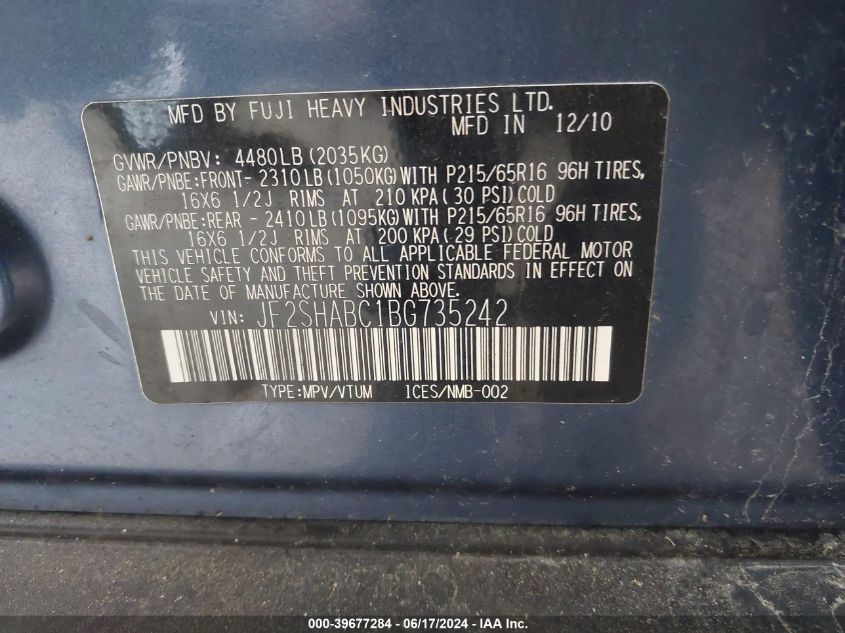 MFD BY FUJI HEAVY INDUSTRIES LTD.
MFD IN 12/10
GVWR/PNBV: 4480LB(2035KG)
GAWR/PNBE:FRONT- 2310LB(1050KG)WITH P215/65R16 96H TIRES,
16X6 1/2J RIMS AT 210 KPA(30 PSI)COLD
GAWR/PNBE:REAR - 2410LB(1095KG)WITH P215/65R16 96H TIRES,
16X6 1/2J RIMS AT 200 KPA(29 PSI)COLD
THIS VEHICLE CONFORMS TO ALL APPLICABLE FEDERAL MOTOR
VEHICLE SAFETY AND THEFT PREVENTION STANDARDS IN EFFECT ON
THE DATE OF MANUFACTURE SHOWN ABOVE.
VIN: JF2SHABC1BG735242
TYPE:MPV/VTUM ICES/NMB-002
000-39677284 - 06/17/2024 - IAA Inc.